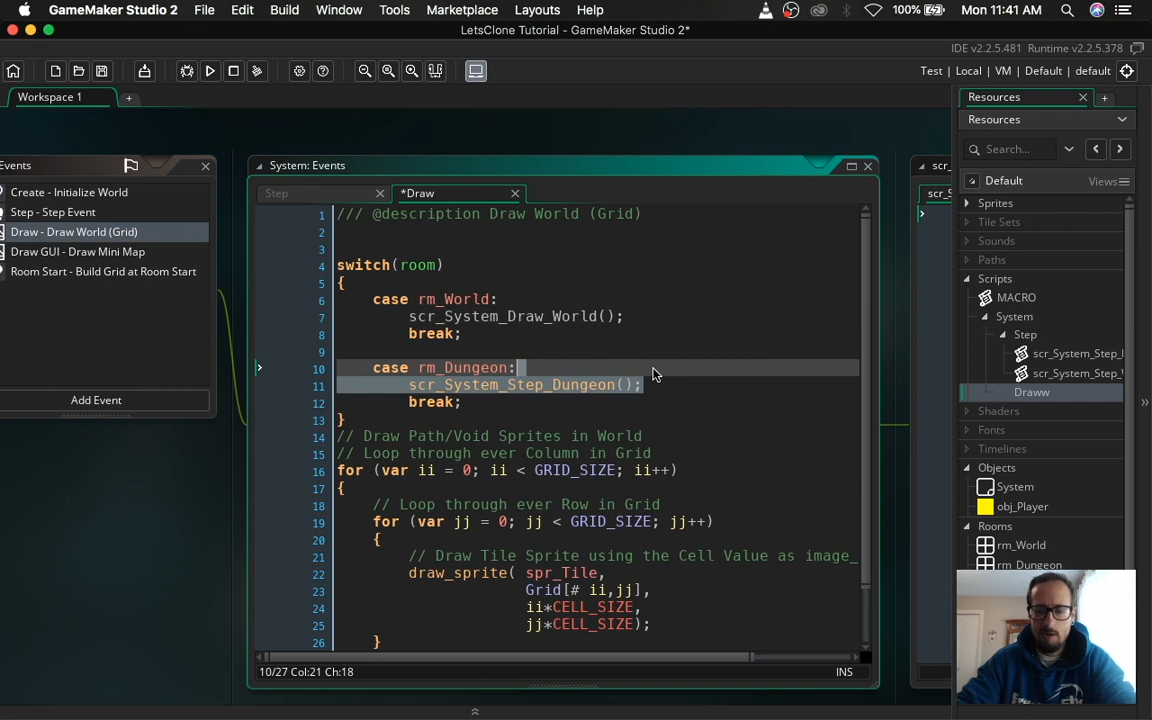 GameMaker Studio 2 File Edit Build Window Tools Marketplace Layouts Help 100% Mon 11:41 AM
LetsClone Tutorial - GameMaker Studio 2*
IDE v2.2.5.481 Runtime v2.2.5.378
Test | Local | VM | Default | default
Workspace 1
Resources
Resources
Search...
Default Views
Sprites
Tile Sets
Sounds
Paths
Scripts
MACRO
System
Step
scr_System_Step_
scr_System_Step_
Draww
Shaders
Fonts
Timelines
Objects
System
obj_Player
Rooms
rm_World
rm_Dungeon
Events
Create - Initialize World
Step - Step Event
Draw - Draw World (Grid)
Draw GUI - Draw Mini Map
Room Start - Build Grid at Room Start
Add Event
System: Events
Step *Draw
1 /// @description Draw World (Grid)
2
3
4 switch(room)
5 {
6 case rm_World:
7 scr_System_Draw_World();
8 break;
9
10 case rm_Dungeon:
11 scr_System_Step_Dungeon();
12 break;
13 }
14 // Draw Path/Void Sprites in World
15 // Loop through ever Column in Grid
16 for (var ii = 0; ii < GRID_SIZE; ii++)
17 {
18 // Loop through ever Row in Grid
19 for (var jj = 0; jj < GRID_SIZE; jj++)
20 {
21 // Draw Tile Sprite using the Cell Value as image_
22 draw_sprite( spr_Tile,
23 Grid[# ii,jj],
24 ii*CELL_SIZE,
25 jj*CELL_SIZE);
26 }
10/27 Col:21 Ch:18 INS
scr_
scr_S